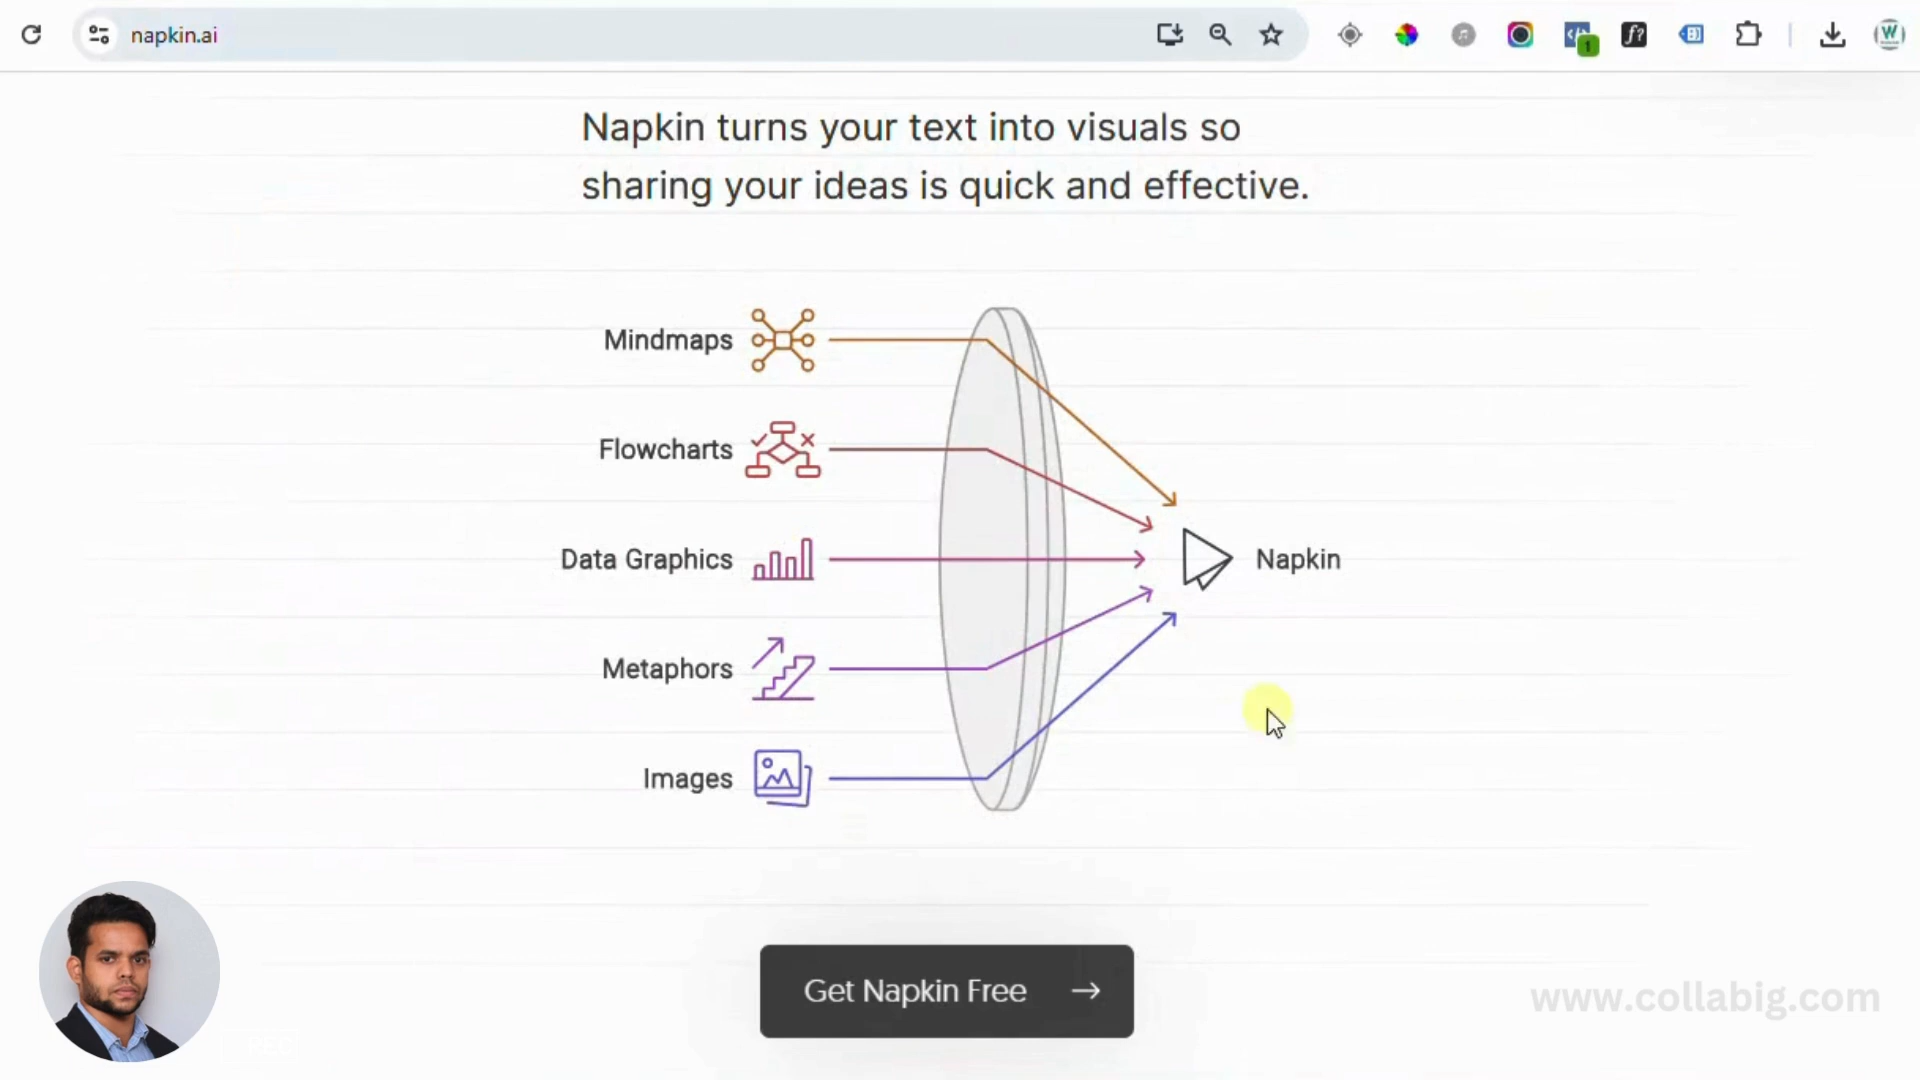 napkin.ai
Napkin turns your text into visuals so
sharing your ideas is quick and effective.
Mindmaps
Flowcharts
Data Graphics
Metaphors
Images
Napkin
Get Napkin Free →
www.collabig.com